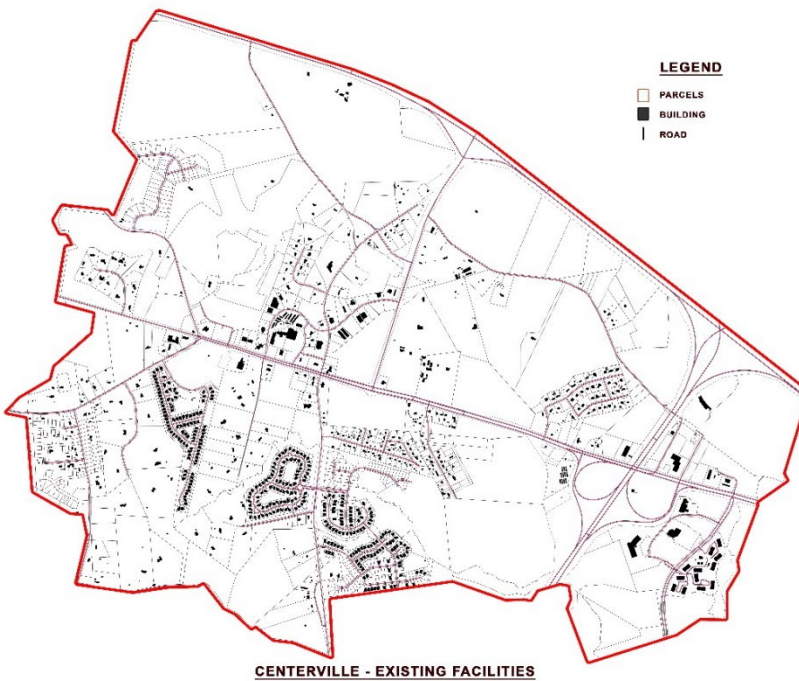 LEGEND
PARCELS
BUILDING
ROAD
CENTERVILLE - EXISTING FACILITIES